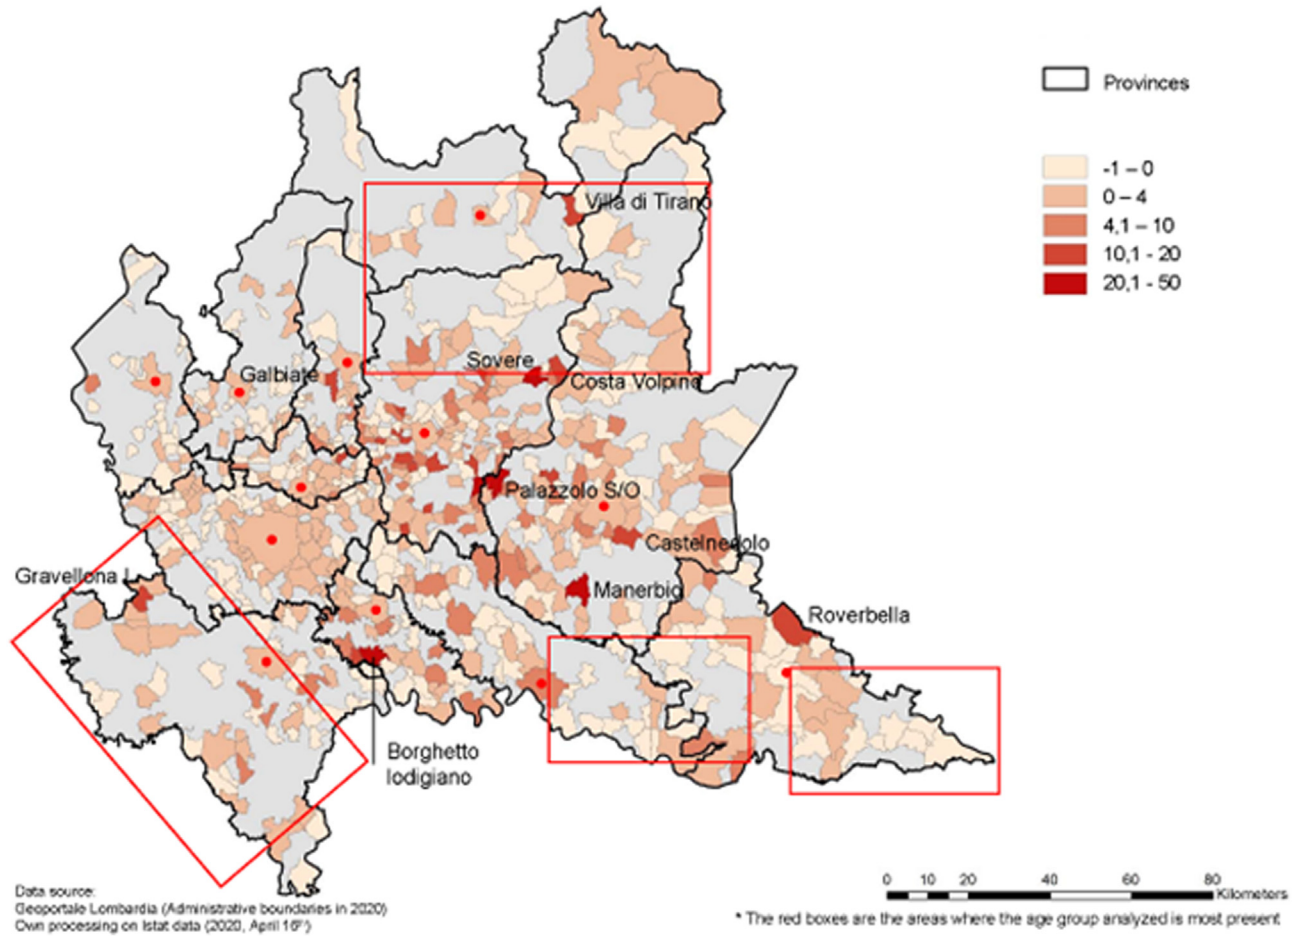 Provinces
-1 – 0
0 – 4
4,1 – 10
10,1 - 20
20,1 - 50
Villa di Tirano
Sovere
Galbiate
Costa Volpino
Palazzolo S/O
Castelnedolo
Gravellona L
Manerbio
Roverbella
Borghetto
lodigiano
0 10 20 40 60 80
Kilometers
Data source:
Geoportale Lombardia (Administrative boundaries in 2020)
Own processing on Istat data (2020, April 16th)
* The red boxes are the areas where the age group analyzed is most present